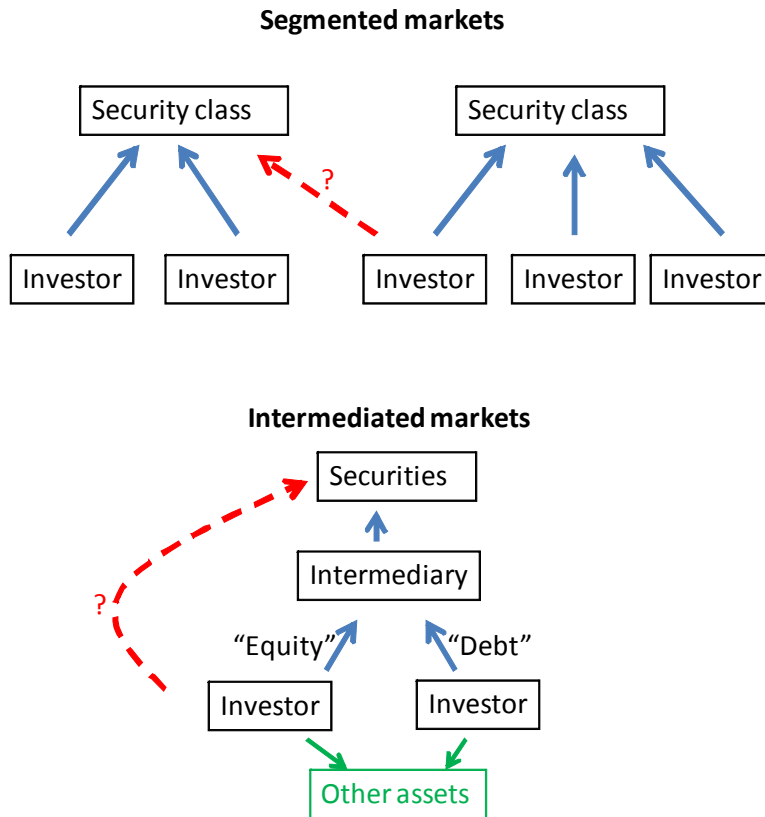 Segmented markets
Security class
Security class
?
Investor
Investor
Investor
Investor
Investor
Intermediated markets
Securities
Intermediary
?
“Equity”
“Debt”
Investor
Investor
Other assets